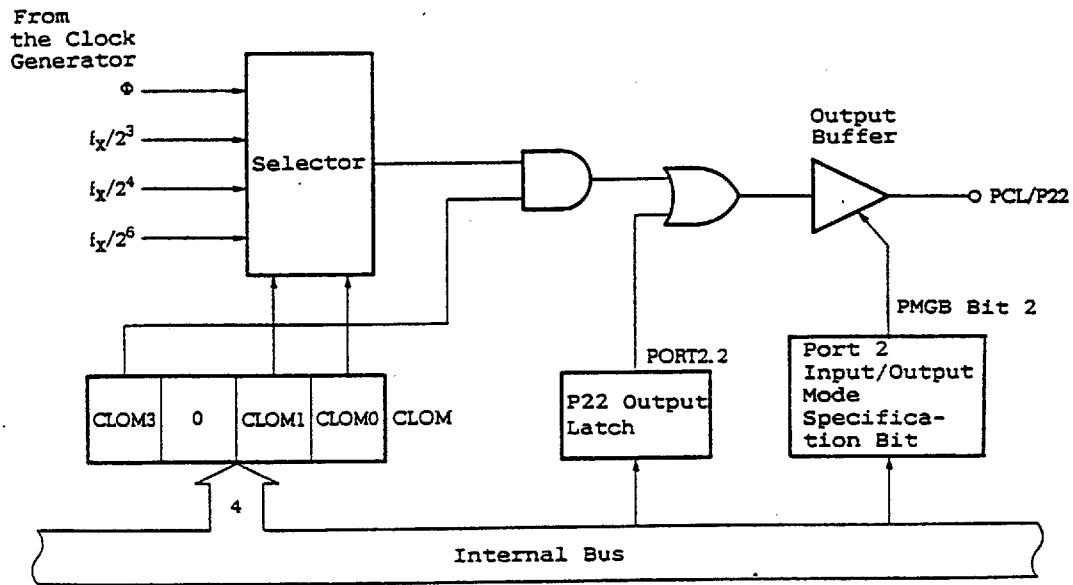 From
the Clock
Generator
Φ
fX/2^3
fX/2^4
fX/2^6
Selector
Output
Buffer
PCL/P22
PMGB Bit 2
PORT2.2
Port 2
Input/Output
Mode
Specifica-
tion Bit
P22 Output
Latch
CLOM3 0 CLOM1 CLOM0 CLOM
4
Internal Bus